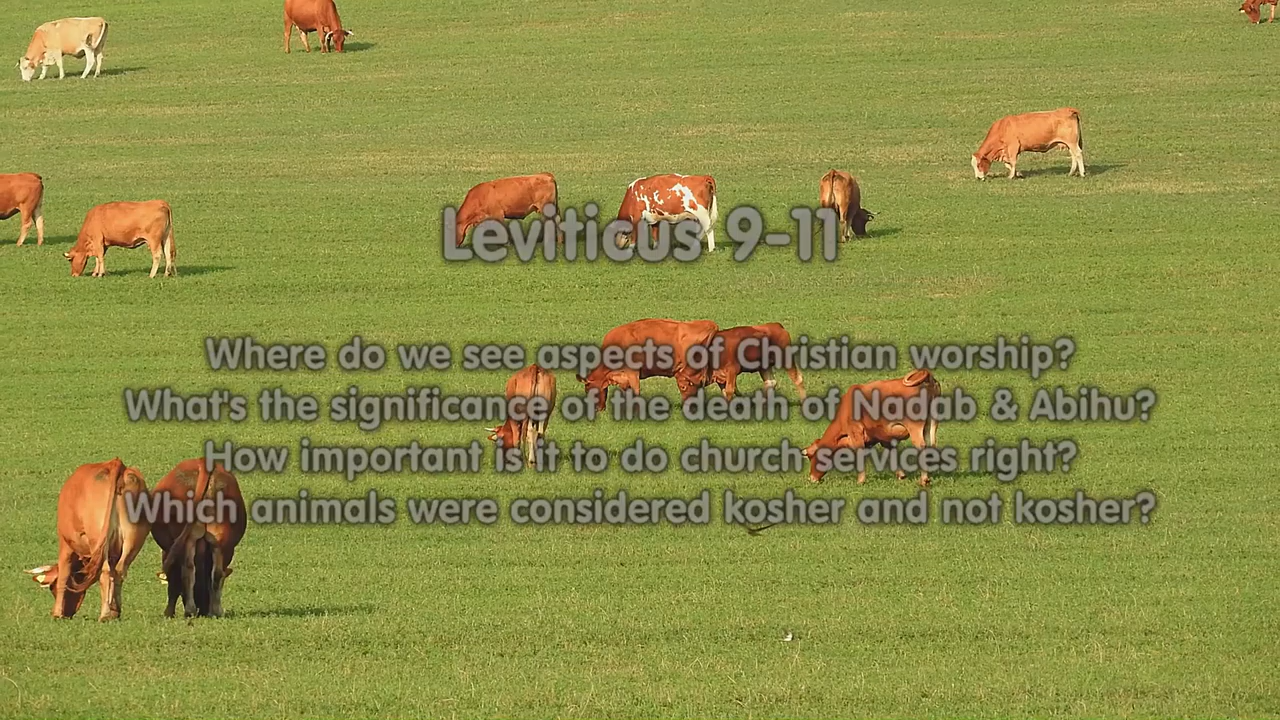 Leviticus 9-11
Where do we see aspects of Christian worship?
What's the significance of the death of Nadab & Abihu?
How important is it to do church services right?
Which animals were considered kosher and not kosher?